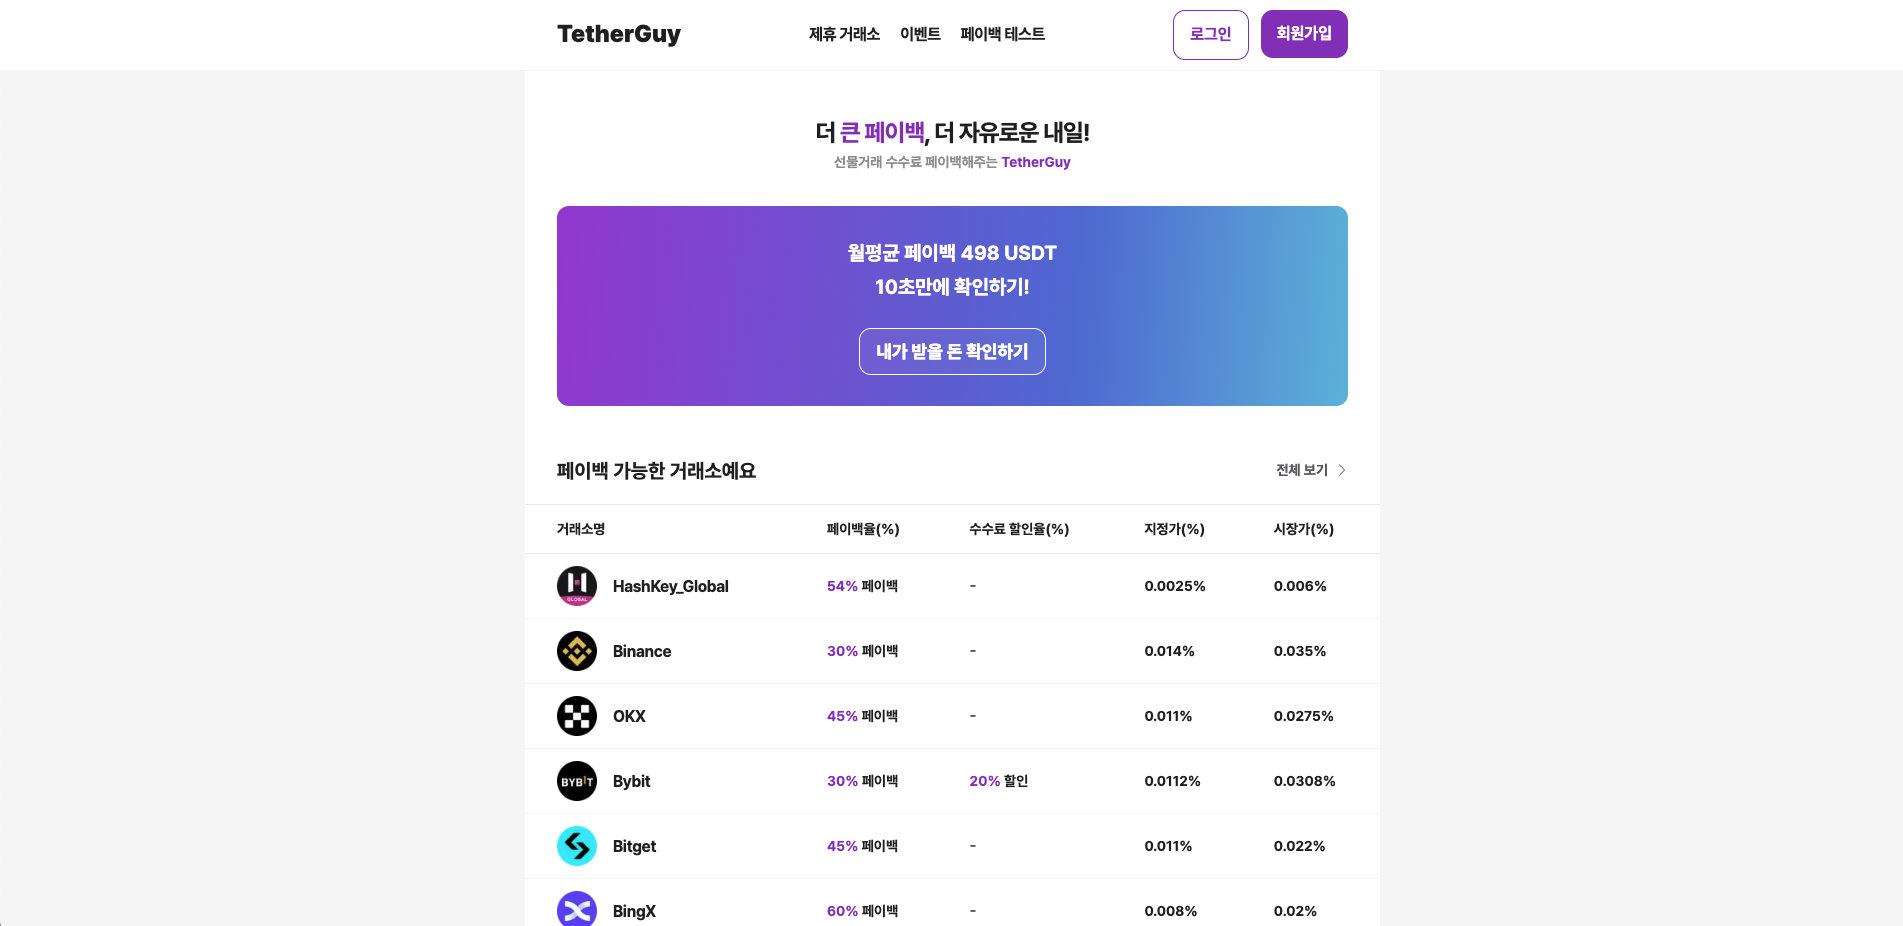 TetherGuy
제휴 거래소 이벤트 페이백 테스트
로그인 회원가입
더 큰 페이백, 더 자유로운 내일!
선물거래 수수료 페이백해주는 TetherGuy
월평균 페이백 498 USDT
10초만에 확인하기!
내가 받을 돈 확인하기
페이백 가능한 거래소예요 전체 보기
거래소명 페이백율(%) 수수료 할인율(%) 지정가(%) 시장가(%)
GLOBAL HashKey_Global 54% 페이백 - 0.0025% 0.006%
Binance 30% 페이백 - 0.014% 0.035%
OKX 45% 페이백 - 0.011% 0.0275%
BYBIT Bybit 30% 페이백 20% 할인 0.0112% 0.0308%
Bitget 45% 페이백 - 0.011% 0.022%
BingX 60% 페이백 - 0.008% 0.02%